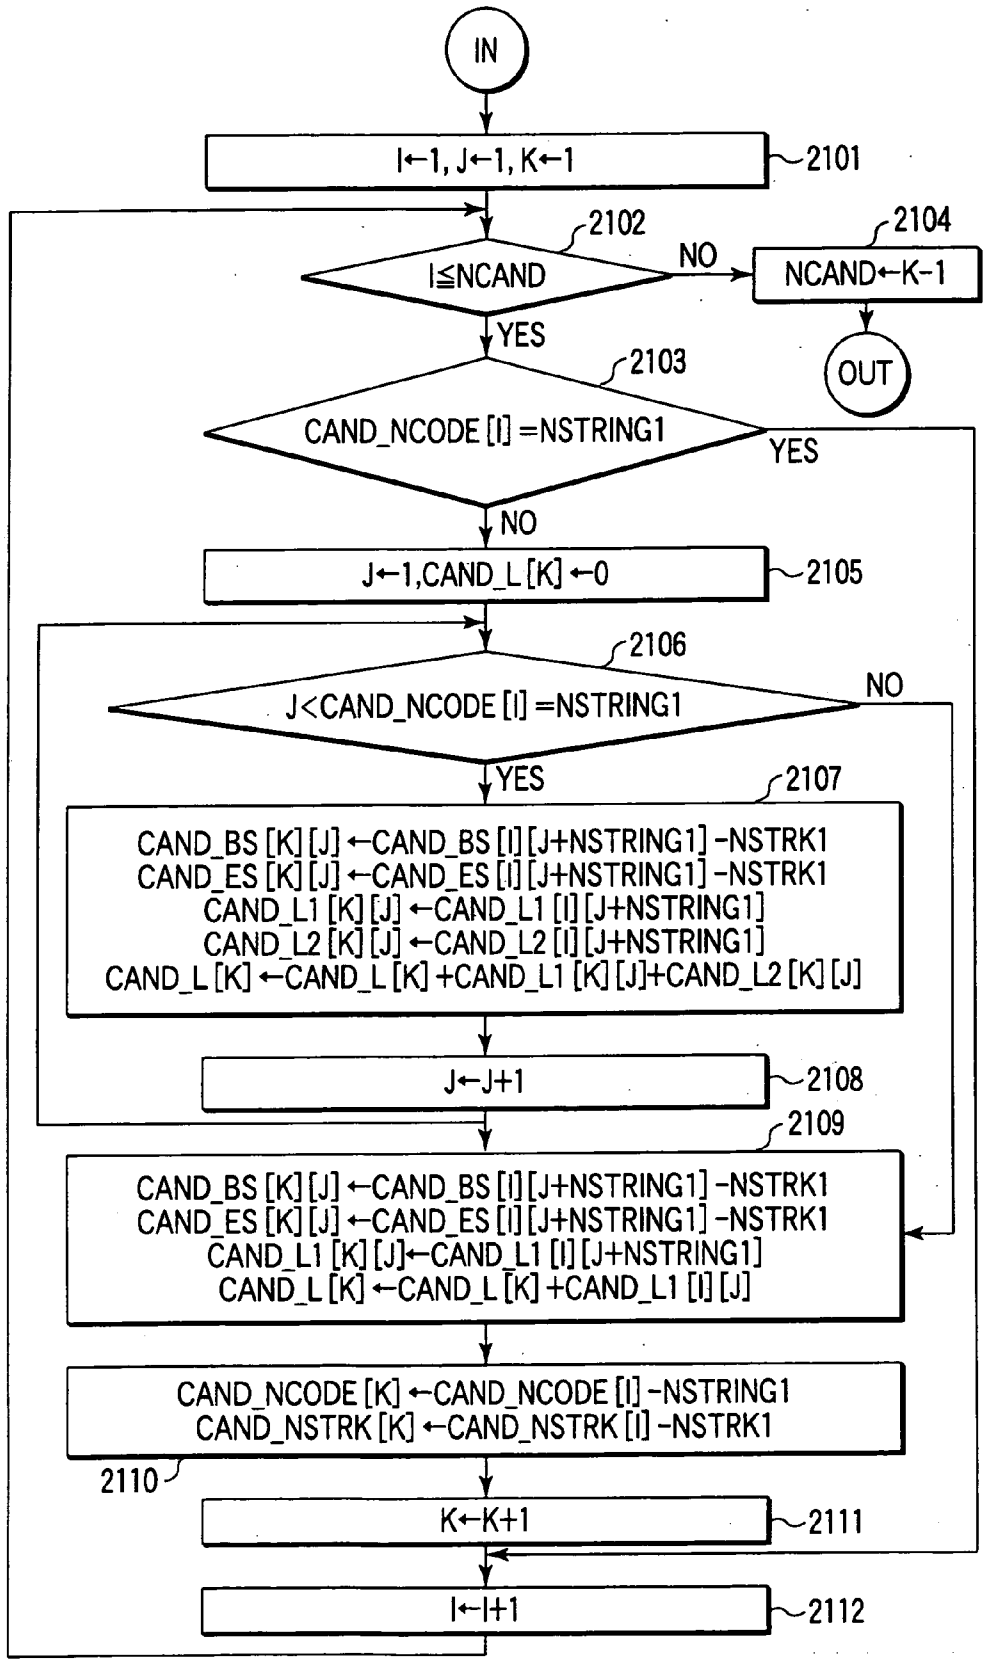 IN
I←1, J←1, K←1
2101
2102
I≦NCAND
NO
2104
NCAND←K-1
OUT
YES
2103
CAND_NCODE[I]=NSTRING1
YES
NO
J←1,CAND_L[K]←0
2105
2106
J<CAND_NCODE[I]=NSTRING1
NO
YES
2107
CAND_BS[K][J]←CAND_BS[I][J+NSTRING1]-NSTRK1
CAND_ES[K][J]←CAND_ES[I][J+NSTRING1]-NSTRK1
CAND_L1[K][J]←CAND_L1[I][J+NSTRING1]
CAND_L2[K][J]←CAND_L2[I][J+NSTRING1]
CAND_L[K]←CAND_L[K]+CAND_L1[K][J]+CAND_L2[K][J]
J←J+1
2108
2109
CAND_BS[K][J]←CAND_BS[I][J+NSTRING1]-NSTRK1
CAND_ES[K][J]←CAND_ES[I][J+NSTRING1]-NSTRK1
CAND_L1[K][J]←CAND_L1[I][J+NSTRING1]
CAND_L[K]←CAND_L[K]+CAND_L1[I][J]
CAND_NCODE[K]←CAND_NCODE[I]-NSTRING1
CAND_NSTRK[K]←CAND_NSTRK[I]-NSTRK1
2110
K←K+1
2111
I←I+1
2112